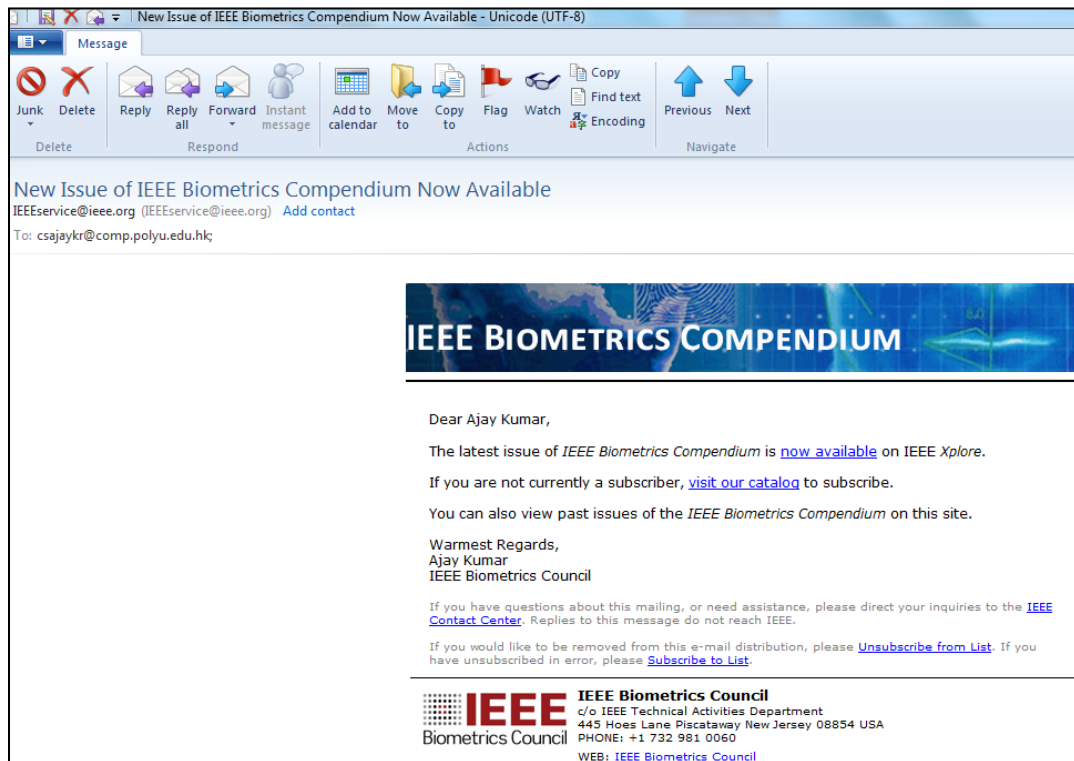 New Issue of IEEE Biometrics Compendium Now Available - Unicode (UTF-8)
Message
Junk
Delete
Reply
Reply all
Forward
Instant message
Add to calendar
Move to
Copy to
Flag
Watch
Copy
Find text
Encoding
Previous
Next
Delete
Respond
Actions
Navigate
New Issue of IEEE Biometrics Compendium Now Available
IEEEservice@ieee.org (IEEEservice@ieee.org) Add contact
To: csajaykr@comp.polyu.edu.hk;
IEEE BIOMETRICS COMPENDIUM
8.0
Dear Ajay Kumar,
The latest issue of IEEE Biometrics Compendium is now available on IEEE Xplore.
If you are not currently a subscriber, visit our catalog to subscribe.
You can also view past issues of the IEEE Biometrics Compendium on this site.
Warmest Regards,
Ajay Kumar
IEEE Biometrics Council
If you have questions about this mailing, or need assistance, please direct your inquiries to the IEEE
Contact Center. Replies to this message do not reach IEEE.
If you would like to be removed from this e-mail distribution, please Unsubscribe from List. If you
have unsubscribed in error, please Subscribe to List.
IEEE
Biometrics Council
IEEE Biometrics Council
c/o IEEE Technical Activities Department
445 Hoes Lane Piscataway New Jersey 08854 USA
PHONE: +1 732 981 0060
WEB: IEEE Biometrics Council